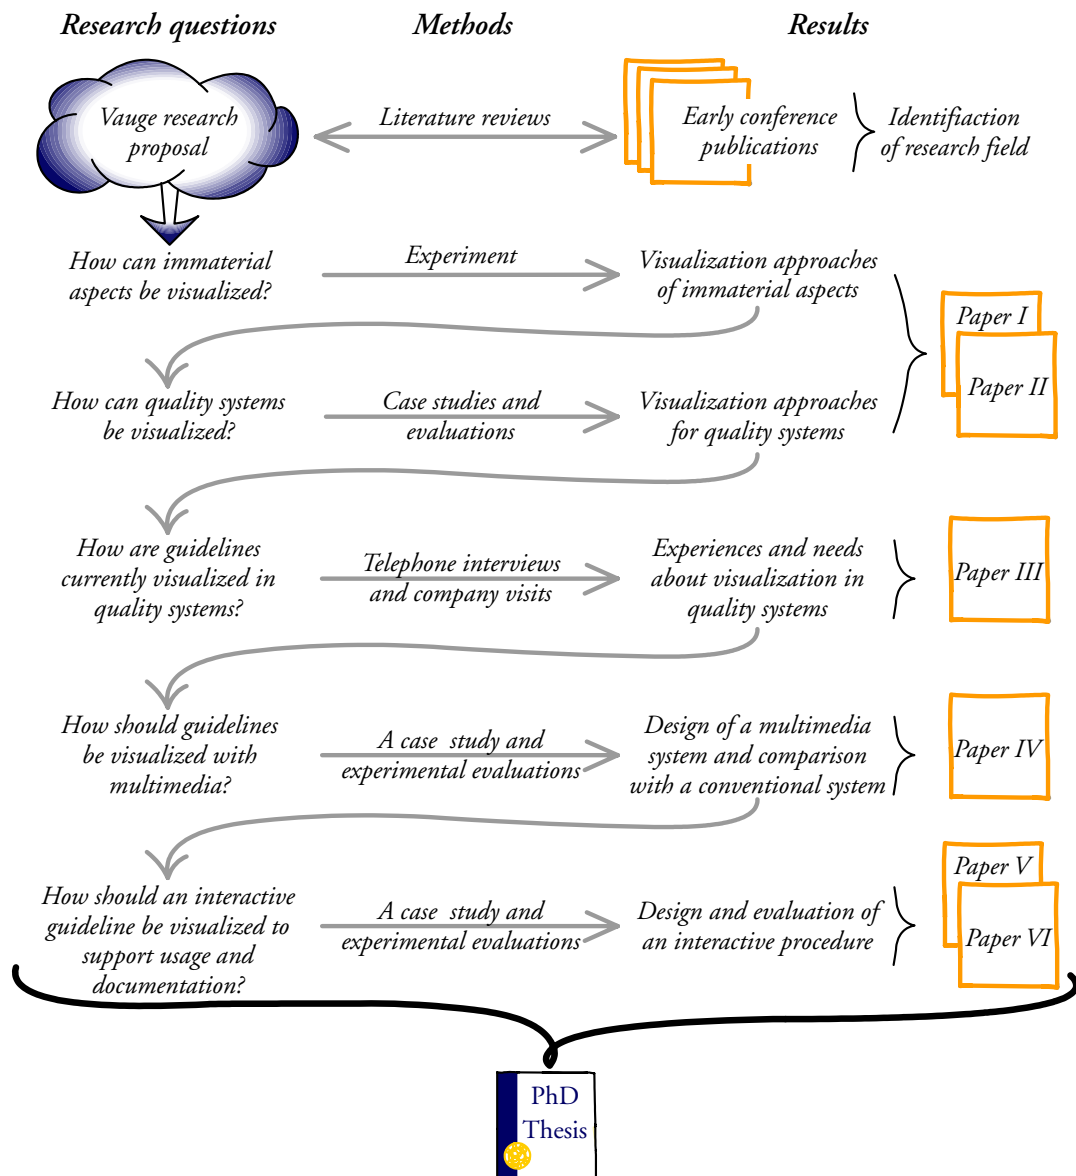 Research questions
Methods
Results
Vauge research
proposal
Literature reviews
Early conference
publications
Identifiaction
of research field
How can immaterial
aspects be visualized?
Experiment
Visualization approaches
of immaterial aspects
Paper I
Paper II
How can quality systems
be visualized?
Case studies and
evaluations
Visualization approaches
for quality systems
How are guidelines
currently visualized in
quality systems?
Telephone interviews
and company visits
Experiences and needs
about visualization in
quality systems
Paper III
How should guidelines
be visualized with
multimedia?
A case study and
experimental evaluations
Design of a multimedia
system and comparison
with a conventional system
Paper IV
How should an interactive
guideline be visualized to
support usage and
documentation?
A case study and
experimental evaluations
Design and evaluation of
an interactive procedure
Paper V
Paper VI
PhD
Thesis